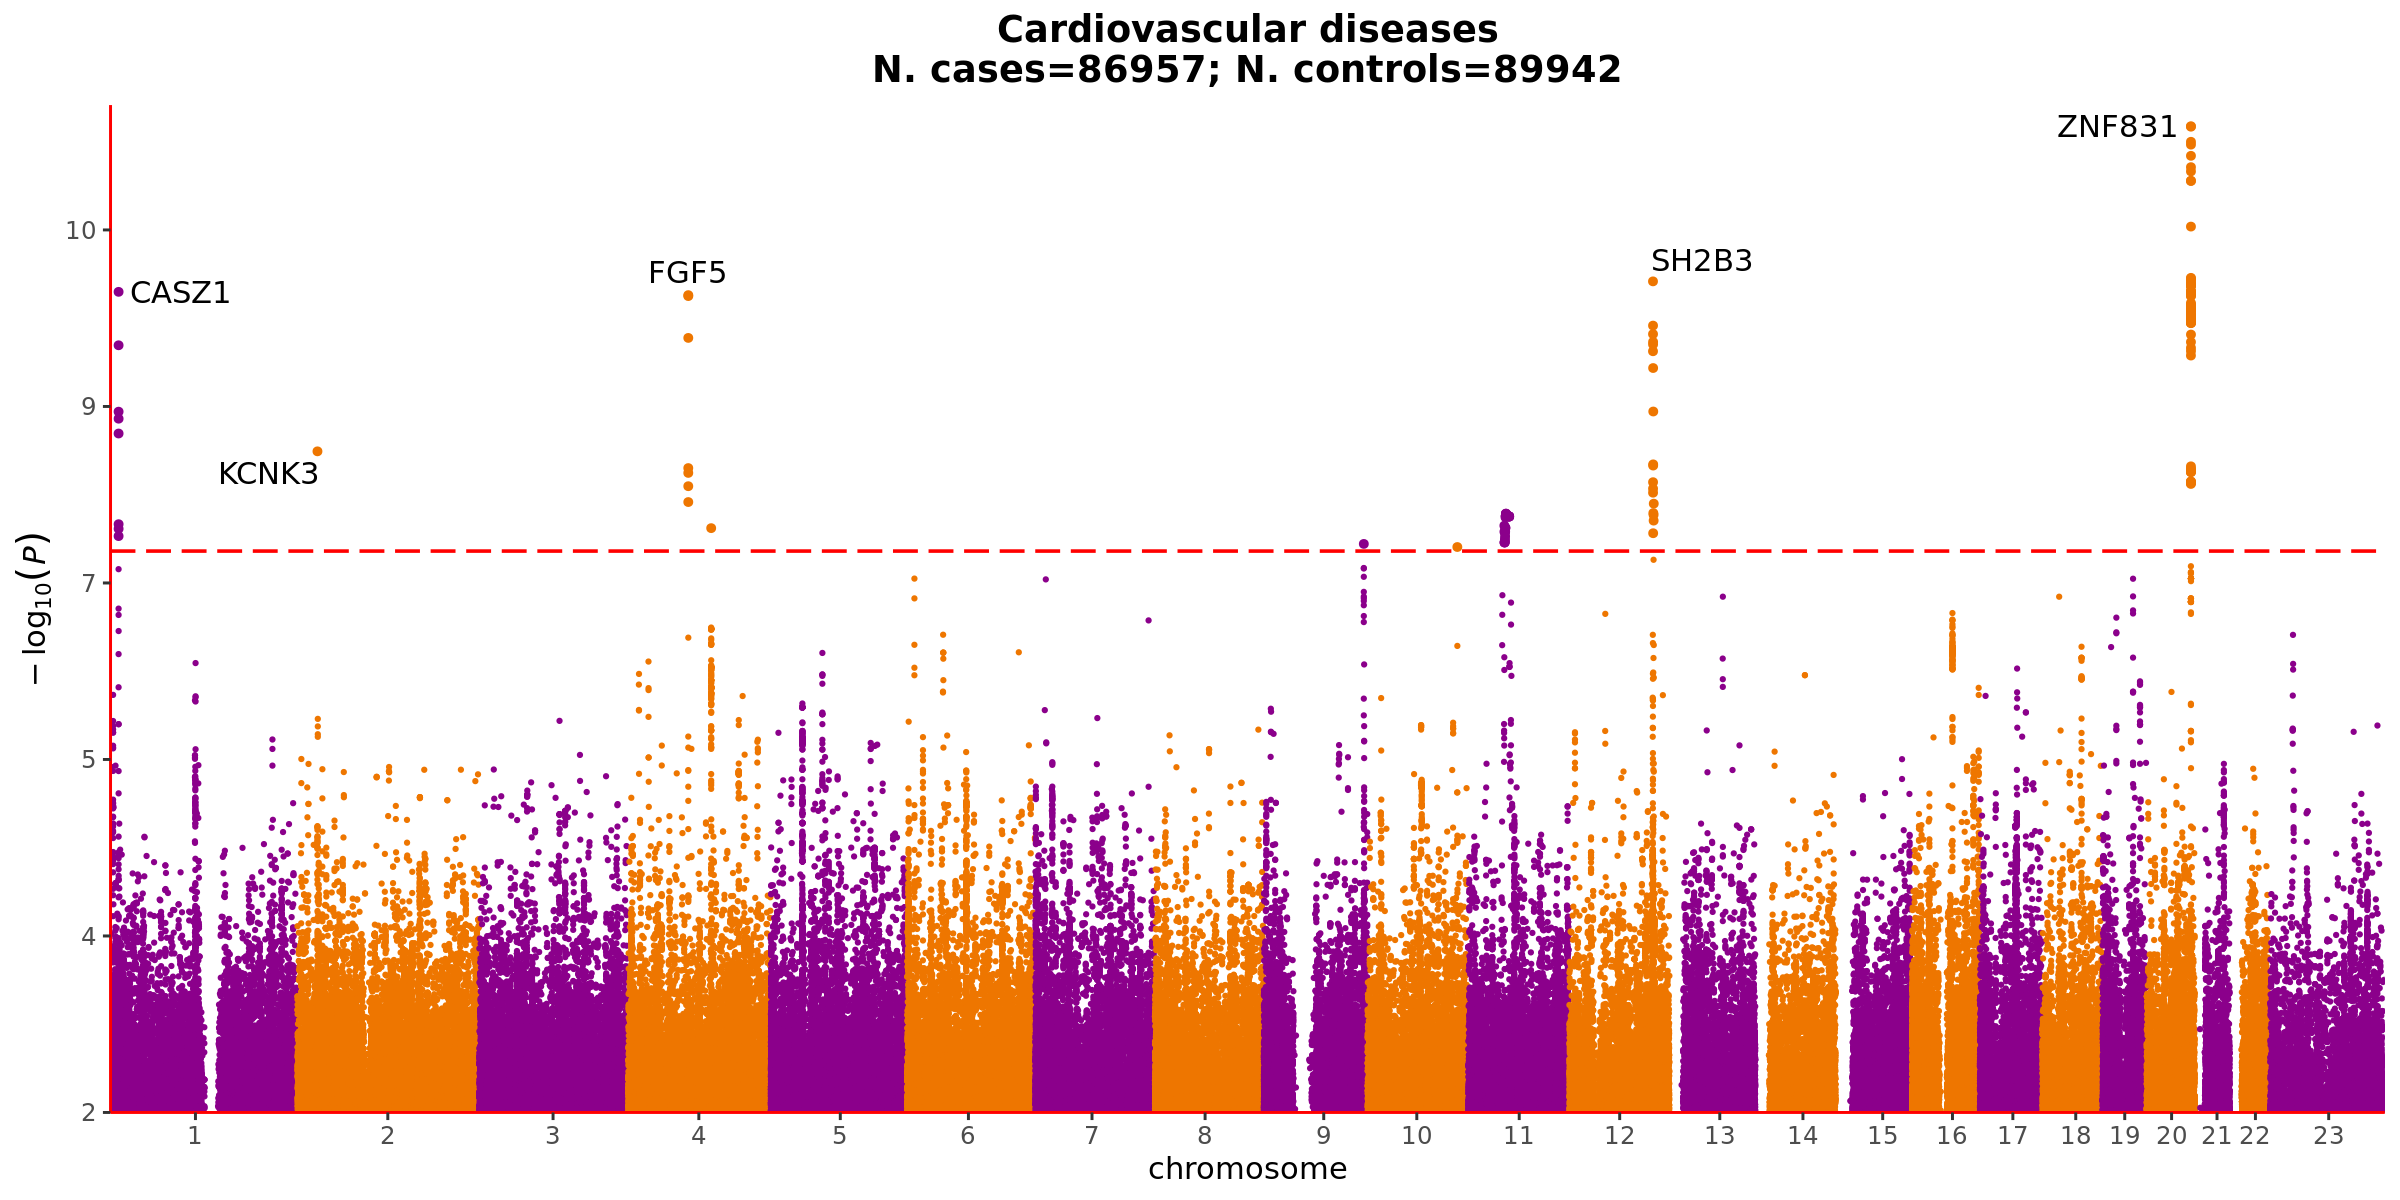 Cardiovascular diseases
N. cases=86957; N. controls=89942
ZNF831
10
SH2B3
FGF5
CASZ1
9
KCNK3
7
−log10(P)
5
4
2
1 2 3 4 5 6 7 8 9 10 11 12 13 14 15 16 17 18 19 20 21 22 23
chromosome